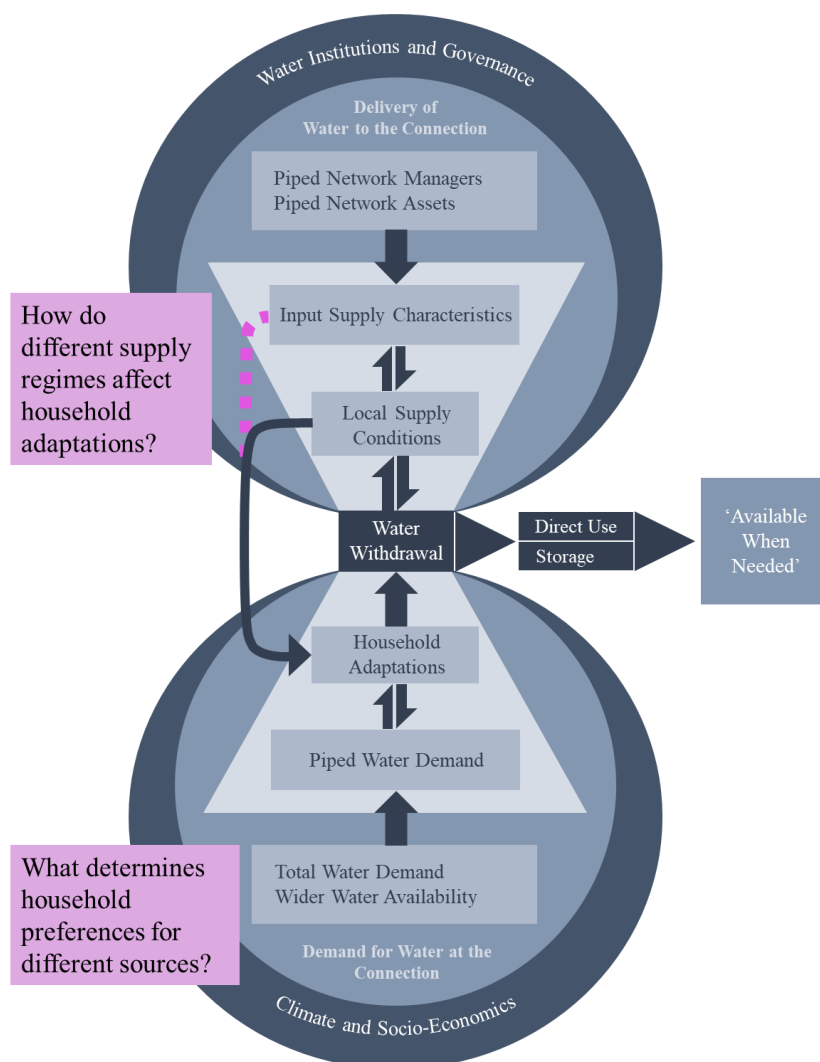 Water Institutions and Governance
Delivery of
Water to the Connection
Piped Network Managers
Piped Network Assets
Input Supply Characteristics
How do
different supply
regimes affect
household
adaptations?
Local Supply
Conditions
Water
Withdrawal
Direct Use
Storage
‘Available
When
Needed’
Household
Adaptations
Piped Water Demand
What determines
household
preferences for
different sources?
Total Water Demand
Wider Water Availability
Demand for Water at the
Connection
Climate and Socio-Economics